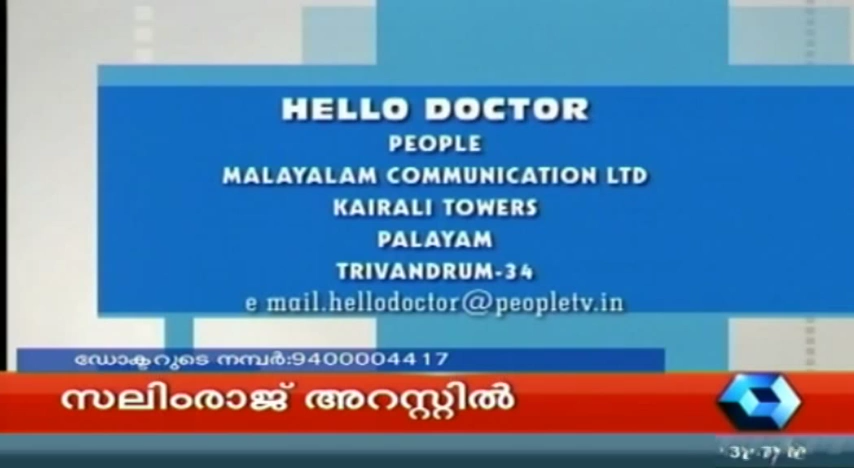 HELLO DOCTOR
PEOPLE
MALAYALAM COMMUNICATION LTD
KAIRALI TOWERS
PALAYAM
TRIVANDRUM-34
e mail.hellodoctor@peopletv.in
ഡോക്ടറുടെ നമ്പർ:9400004417
സലിംരാജ് അറസ്റ്റിൽ